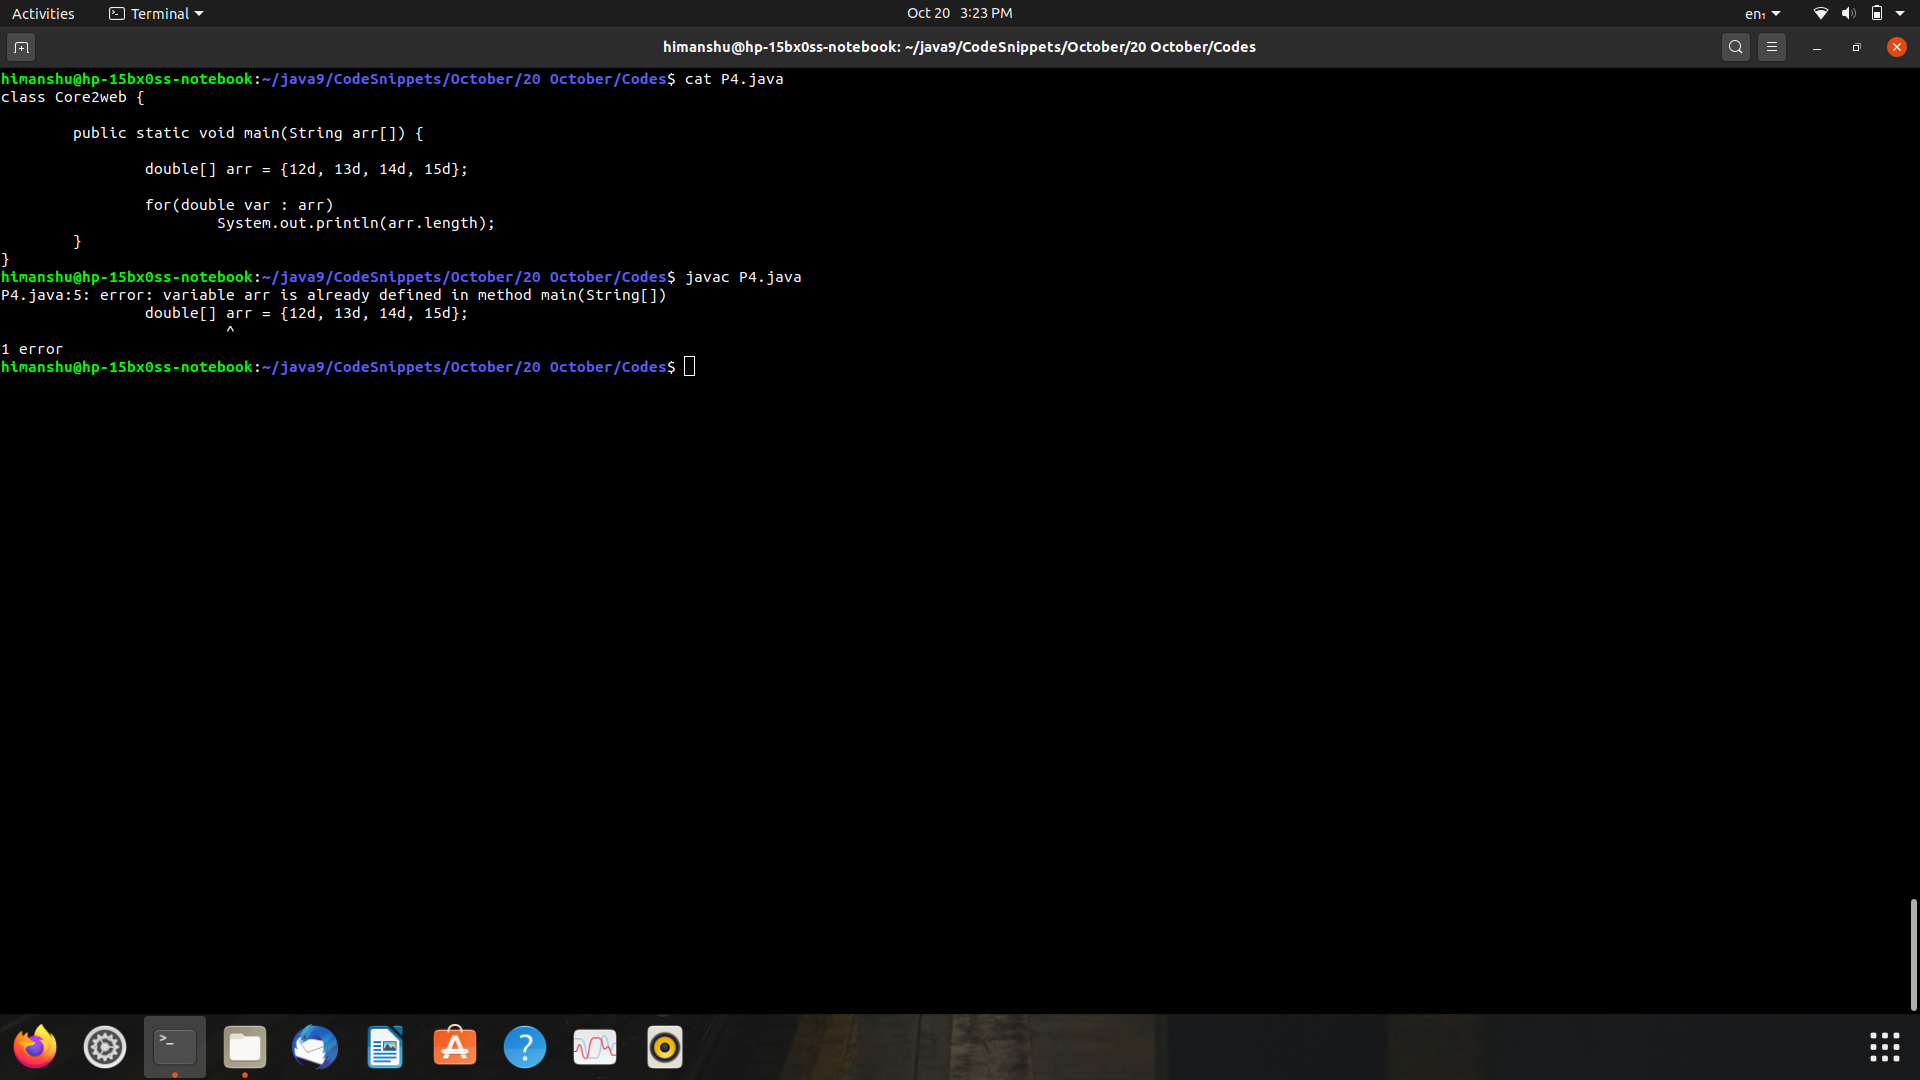 Activities Terminal Oct 20 3:23 PM en₁
himanshu@hp-15bx0ss-notebook: ~/java9/CodeSnippets/October/20 October/Codes
himanshu@hp-15bx0ss-notebook:~/java9/CodeSnippets/October/20 October/Codes$ cat P4.java
class Core2web {
public static void main(String arr[]) {
double[] arr = {12d, 13d, 14d, 15d};
for(double var : arr)
System.out.println(arr.length);
}
}
himanshu@hp-15bx0ss-notebook:~/java9/CodeSnippets/October/20 October/Codes$ javac P4.java
P4.java:5: error: variable arr is already defined in method main(String[])
double[] arr = {12d, 13d, 14d, 15d};
^
1 error
himanshu@hp-15bx0ss-notebook:~/java9/CodeSnippets/October/20 October/Codes$